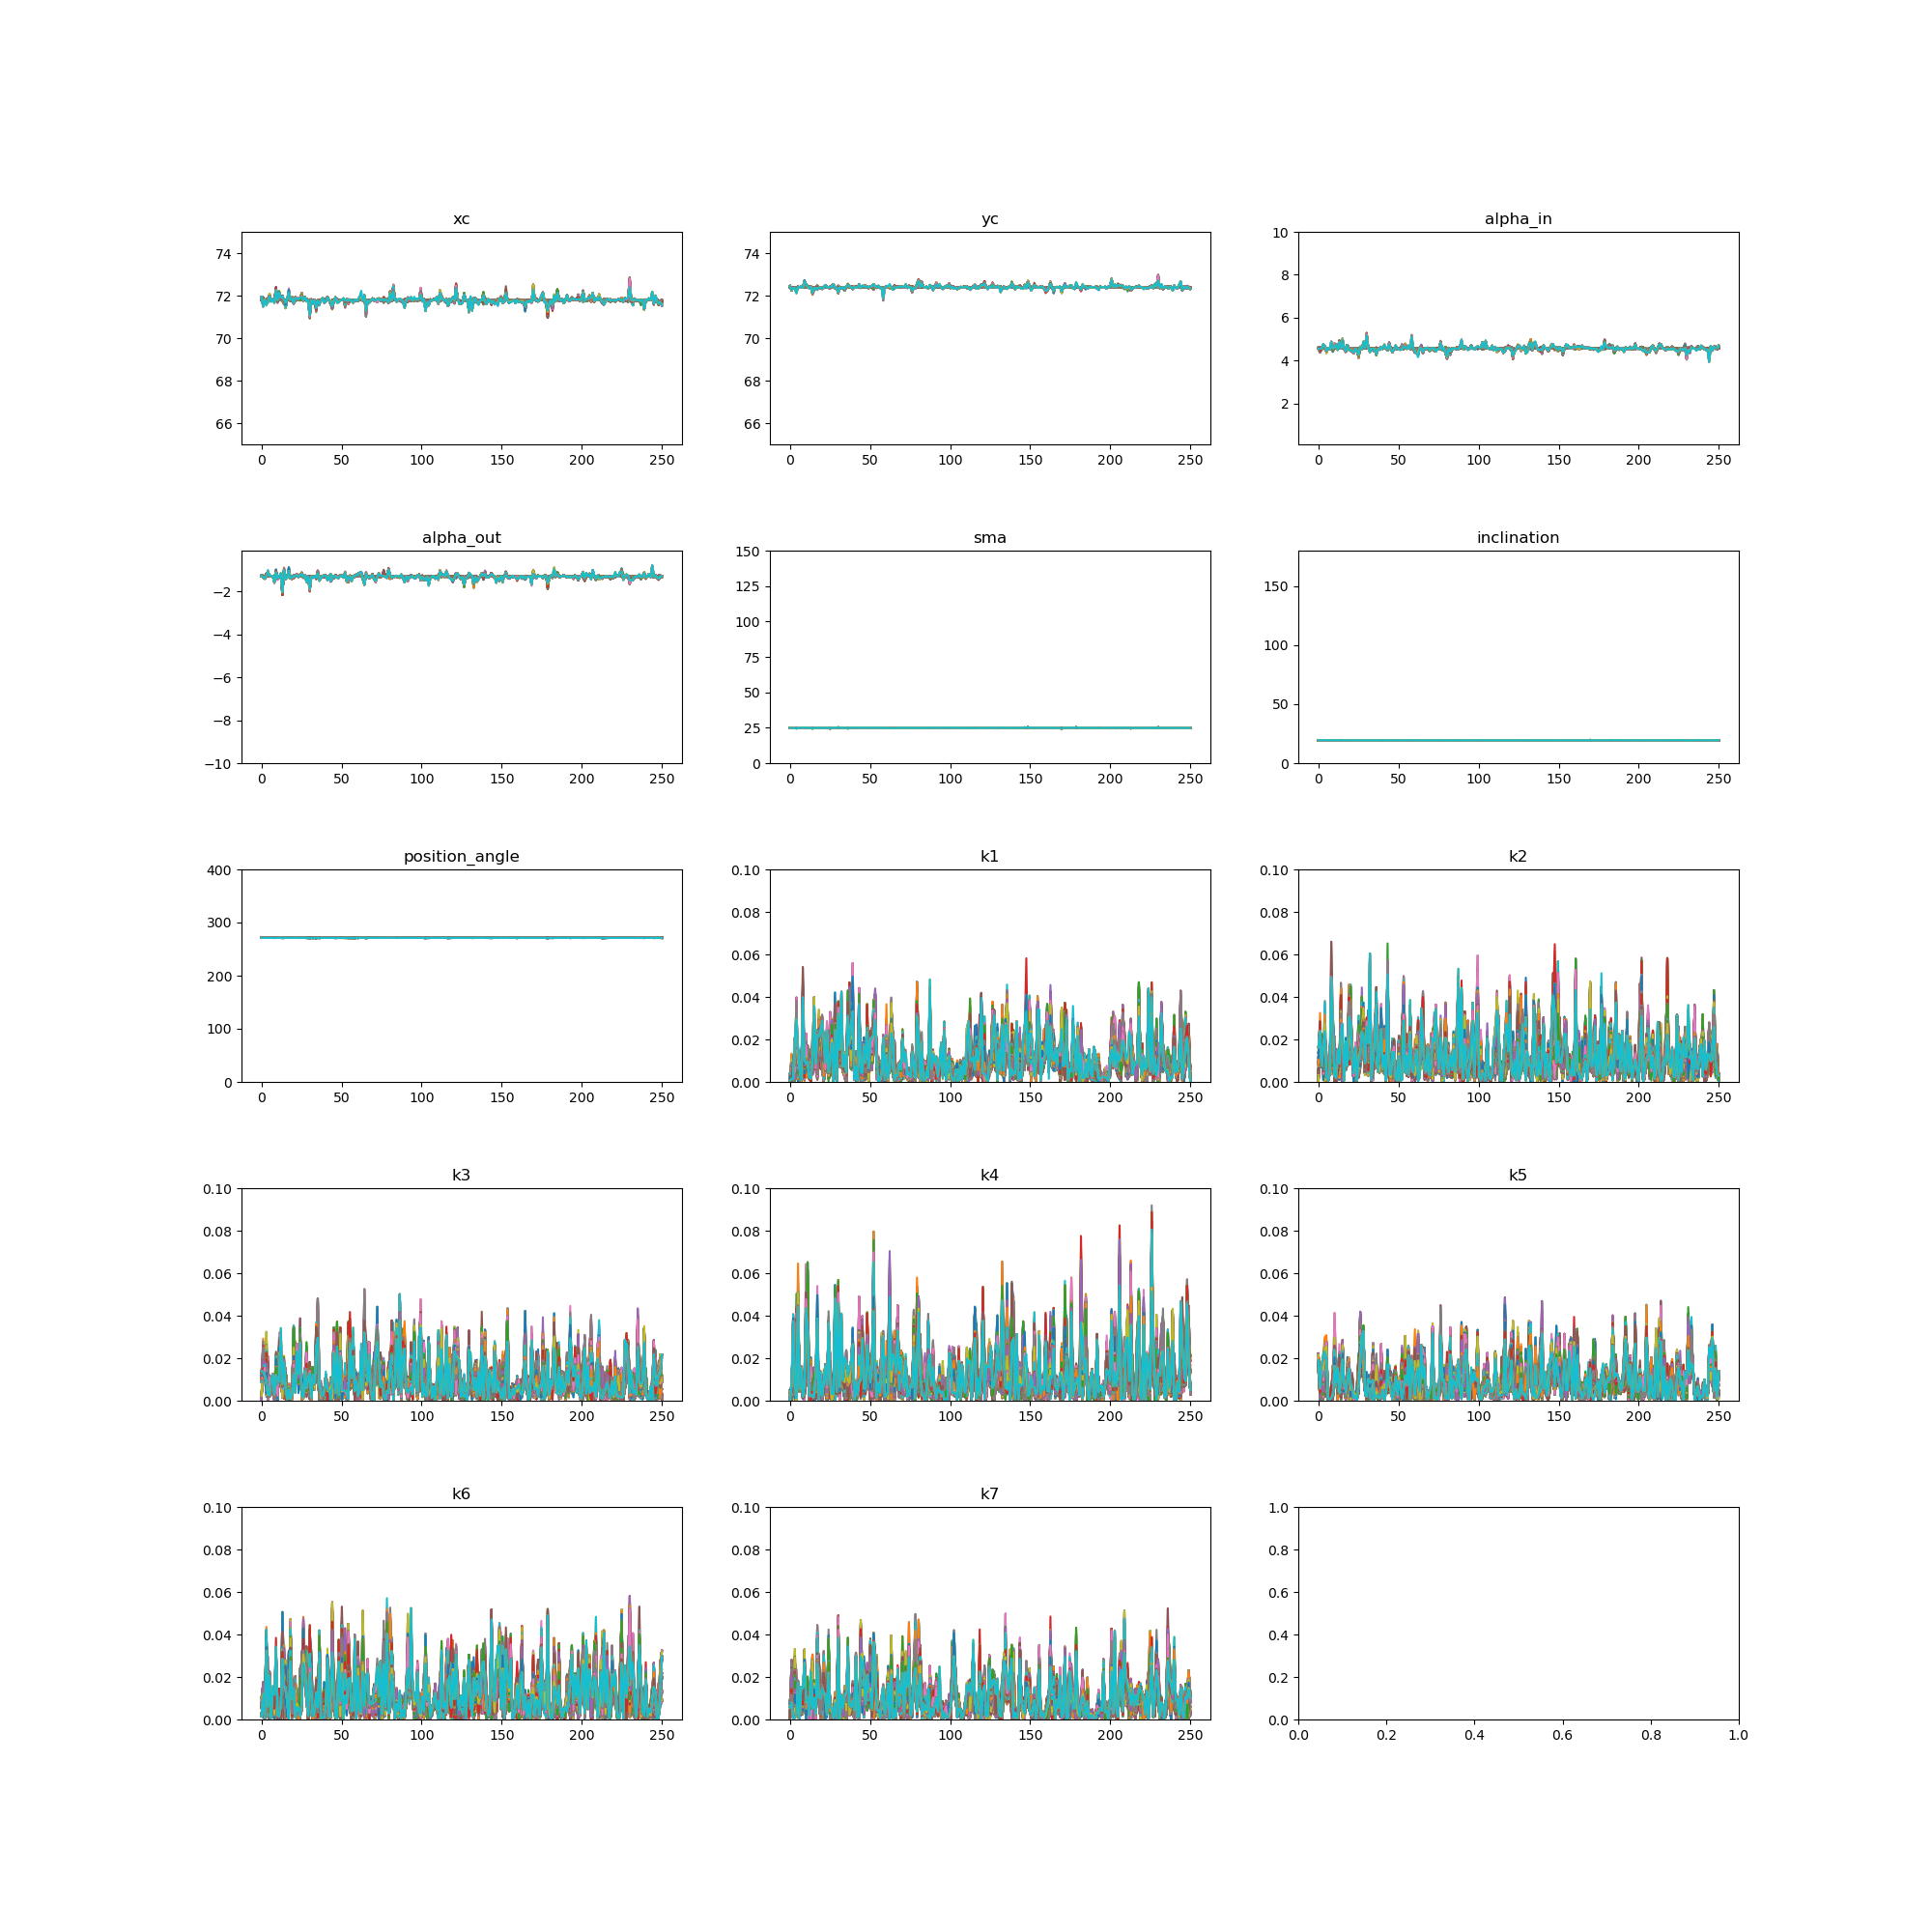 xc yc alpha_in
74 74 10
72 72 8
70 70 6
68 68 4
66 66 2
0 50 100 150 200 250 0 50 100 150 200 250 0 50 100 150 200 250
alpha_out sma inclination
−2 150 150
−4 125 100
−6 100 50
−8 75 0
−10 50
25
0
0 50 100 150 200 250 0 50 100 150 200 250 0 50 100 150 200 250
position_angle k1 k2
400 0.10 0.10
300 0.08 0.08
200 0.06 0.06
100 0.04 0.04
0 0.02 0.02
0.00 0.00
0 50 100 150 200 250 0 50 100 150 200 250 0 50 100 150 200 250
k3 k4 k5
0.10 0.10 0.10
0.08 0.08 0.08
0.06 0.06 0.06
0.04 0.04 0.04
0.02 0.02 0.02
0.00 0.00 0.00
0 50 100 150 200 250 0 50 100 150 200 250 0 50 100 150 200 250
k6 k7
0.10 0.10 1.0
0.08 0.08 0.8
0.06 0.06 0.6
0.04 0.04 0.4
0.02 0.02 0.2
0.00 0.00 0.0
0 50 100 150 200 250 0 50 100 150 200 250 0.0 0.2 0.4 0.6 0.8 1.0